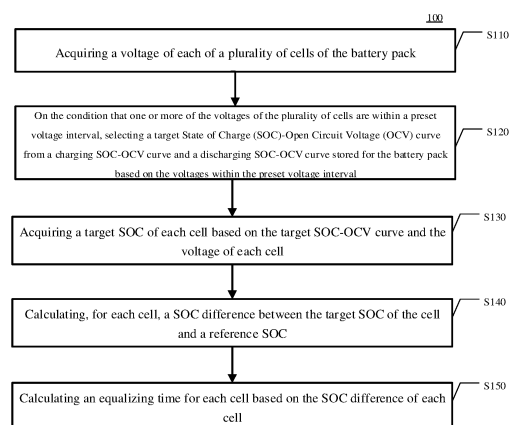 100
Acquiring a voltage of each of a plurality of cells of the battery pack
S110
On the condition that one or more of the voltages of the plurality of cells are within a preset
voltage interval, selecting a target State of Charge (SOC)-Open Circuit Voltage (OCV) curve
from a charging SOC-OCV curve and a discharging SOC-OCV curve stored for the battery pack
based on the voltages within the preset voltage interval
S120
Acquiring a target SOC of each cell based on the target SOC-OCV curve and the
voltage of each cell
S130
Calculating, for each cell, a SOC difference between the target SOC of the cell
and a reference SOC
S140
Calculating an equalizing time for each cell based on the SOC difference of each
cell
S150